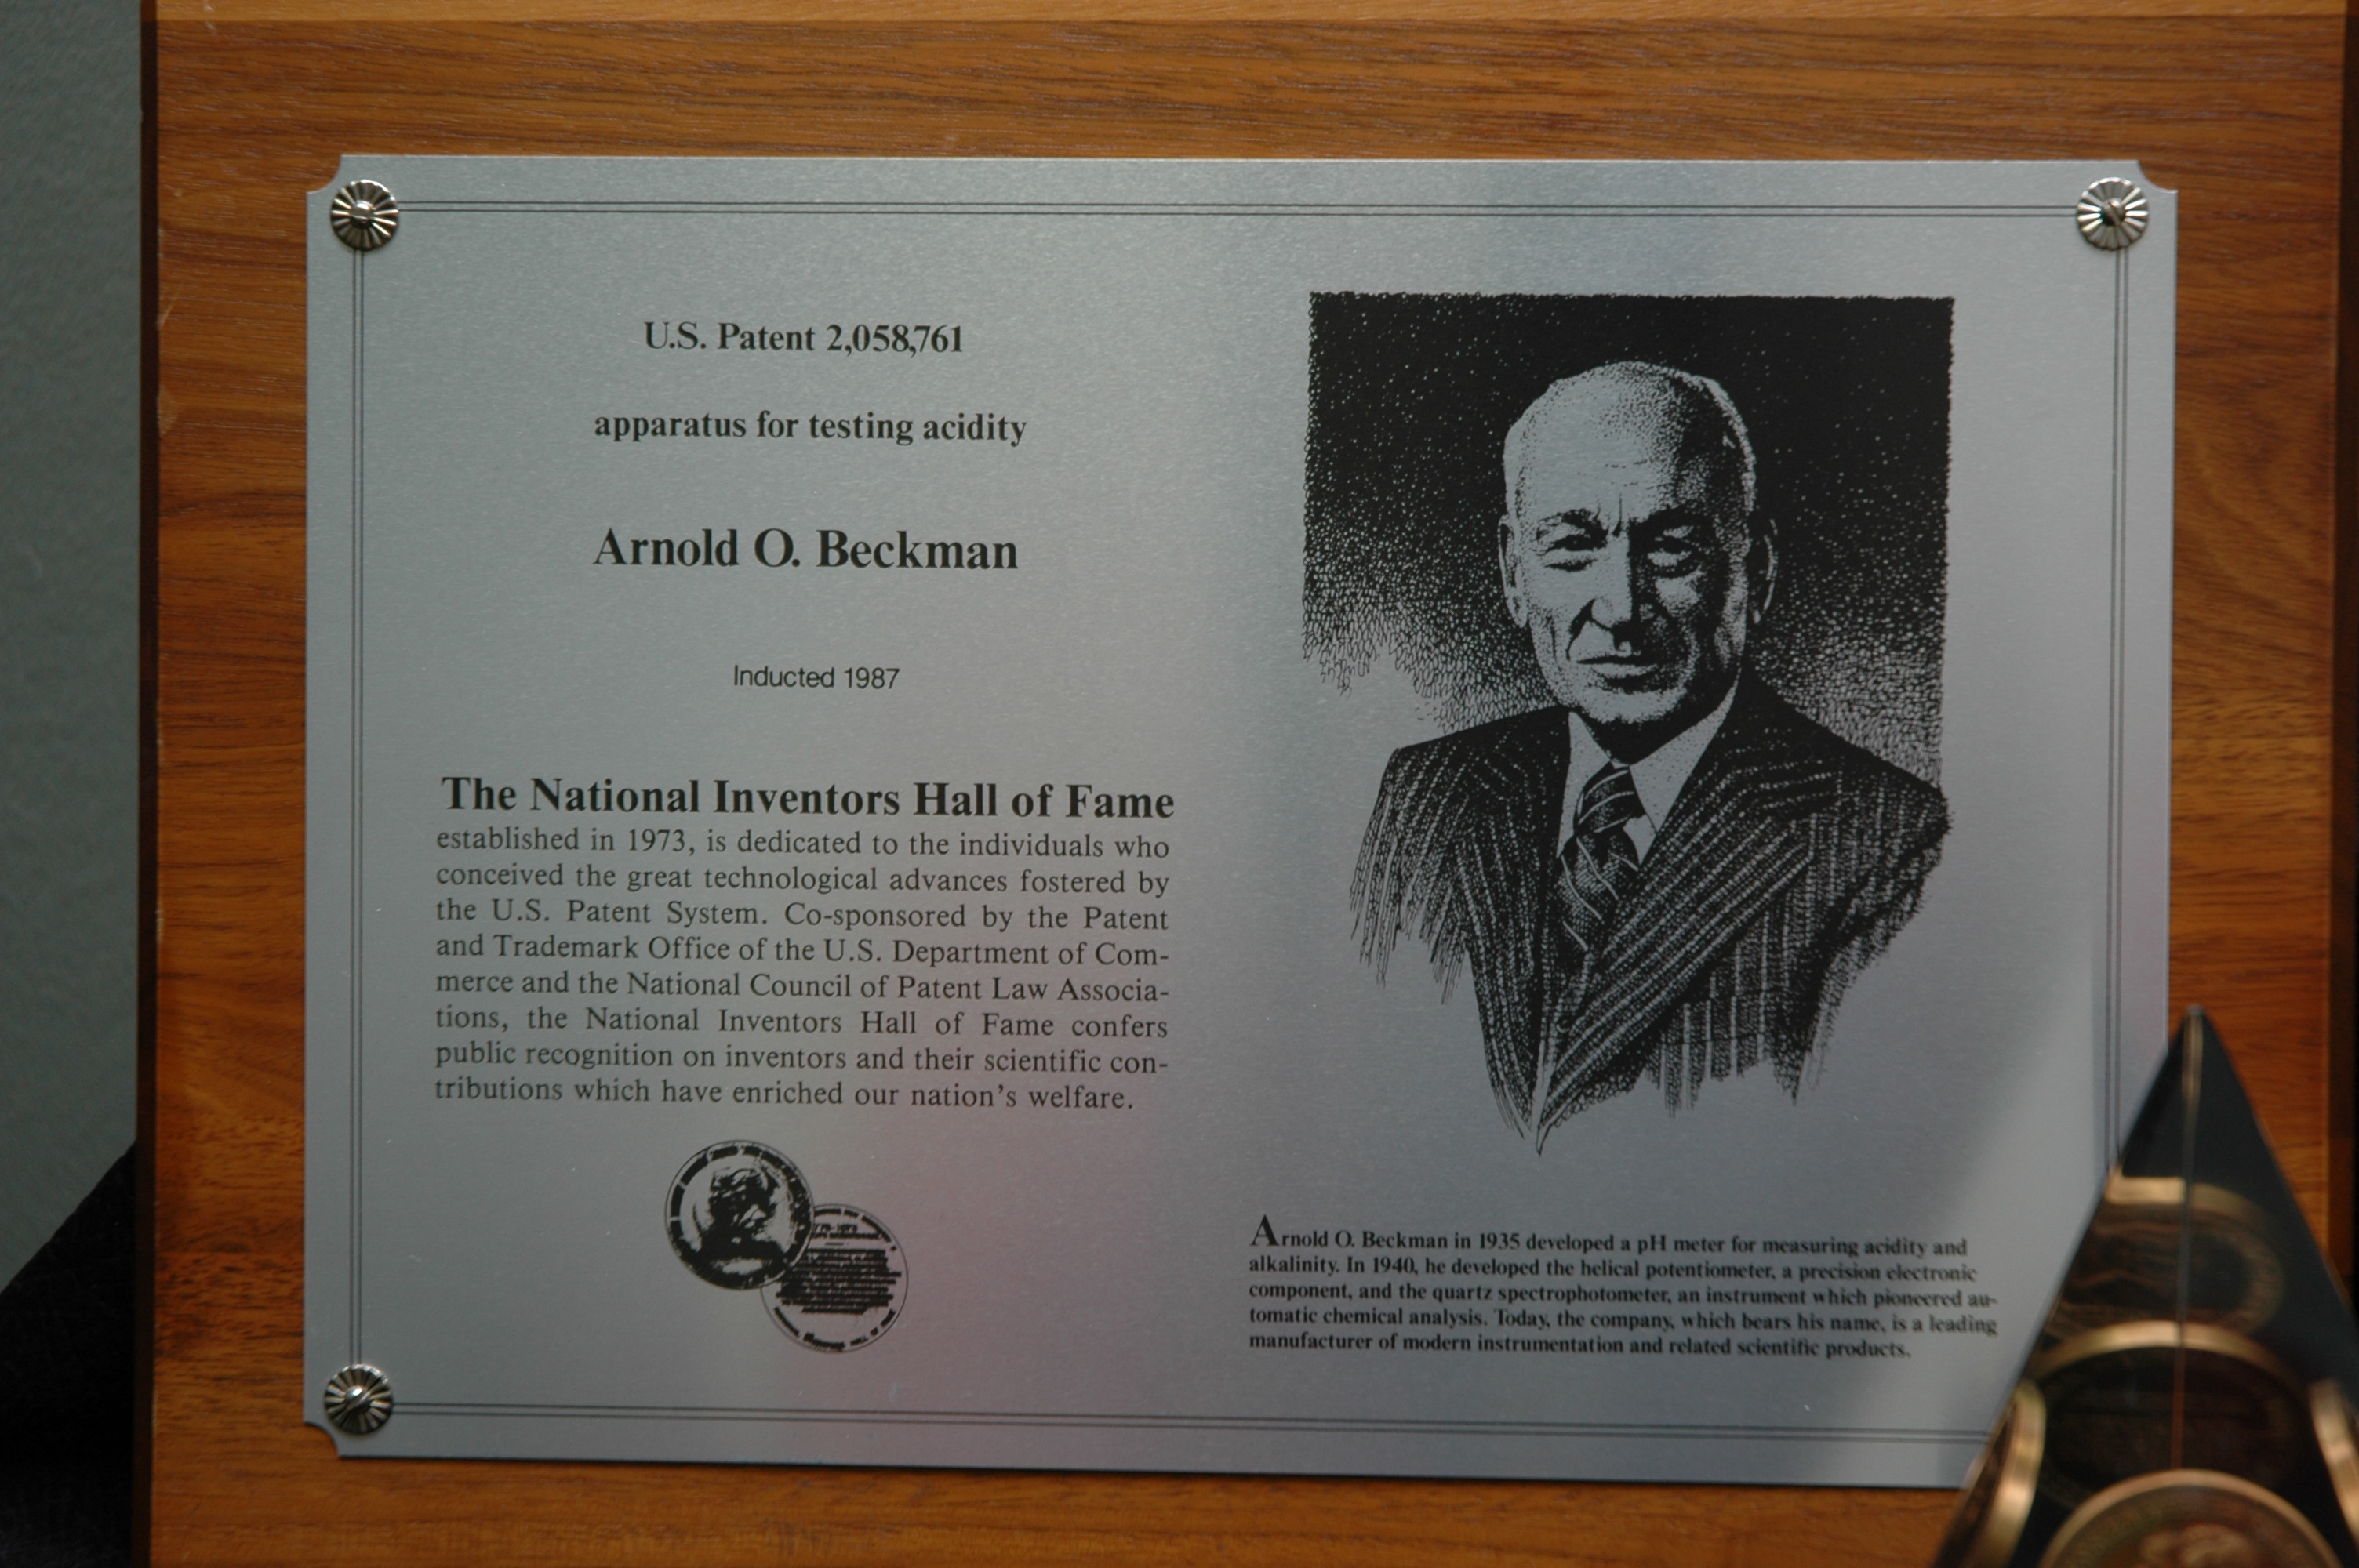 U.S. Patent 2,058,761
apparatus for testing acidity
Arnold O. Beckman
Inducted 1987
The National Inventors Hall of Fame
established in 1973, is dedicated to the individuals who
conceived the great technological advances fostered by
the U.S. Patent System. Co-sponsored by the Patent
and Trademark Office of the U.S. Department of Com-
merce and the National Council of Patent Law Associa-
tions, the National Inventors Hall of Fame confers
public recognition on inventors and their scientific con-
tributions which have enriched our nation's welfare.
Arnold O. Beckman in 1935 developed a pH meter for measuring acidity and
alkalinity. In 1940, he developed the helical potentiometer, a precision electronic
component, and the quartz spectrophotometer, an instrument which pioneered au-
tomatic chemical analysis. Today, the company, which bears his name, is a leading
manufacturer of modern instrumentation and related scientific products.